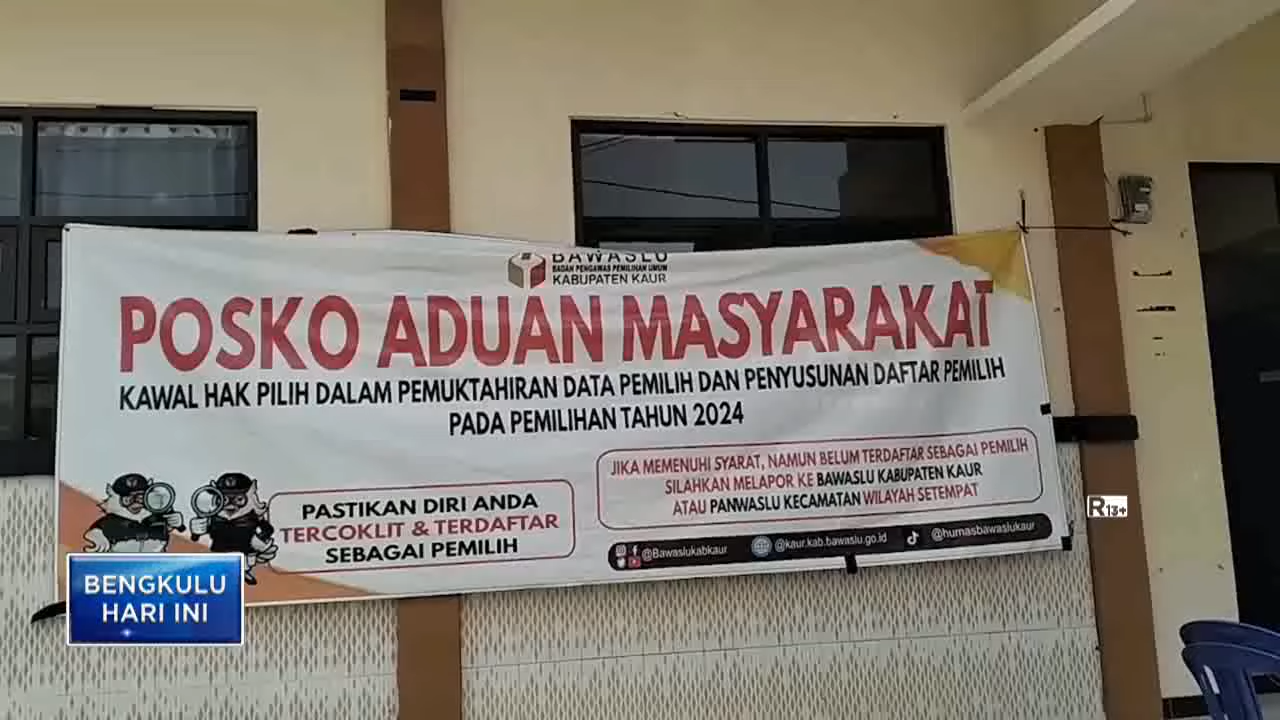 BAWASLU
BADAN PENGAWAS PEMILIHAN UMUM
KABUPATEN KAUR
POSKO ADUAN MASYARAKAT
KAWAL HAK PILIH DALAM PEMUKTAHIRAN DATA PEMILIH DAN PENYUSUNAN DAFTAR PEMILIH
PADA PEMILIHAN TAHUN 2024
PASTIKAN DIRI ANDA
TERCOKLIT & TERDAFTAR
SEBAGAI PEMILIH
JIKA MEMENUHI SYARAT, NAMUN BELUM TERDAFTAR SEBAGAI PEMILIH
SILAHKAN MELAPOR KE BAWASLU KABUPATEN KAUR
ATAU PANWASLU KECAMATAN WILAYAH SETEMPAT
@Bawaslukabkaur @kaur.kab.bawaslu.go.id @humasbawaslukaur
R13+
BENGKULU
HARI INI